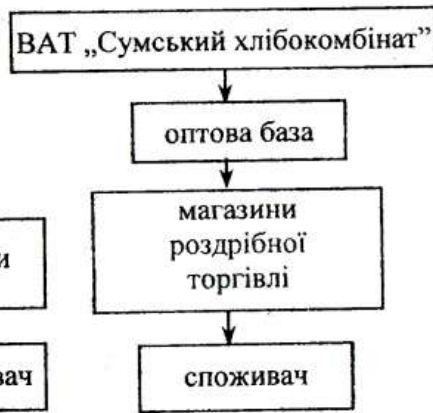 ВАТ „Сумський хлібокомбінат”
оптова база
магазини
роздрібної
торгівлі
споживач